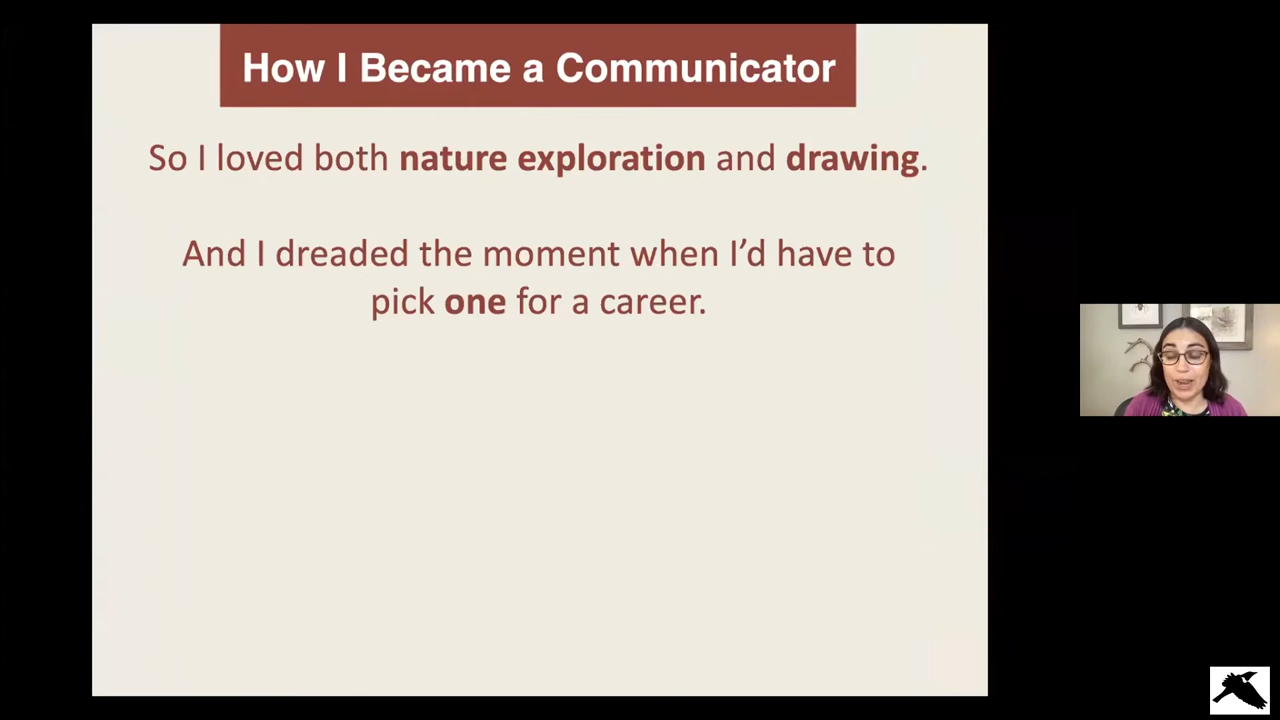 How I Became a Communicator
So I loved both nature exploration and drawing.
And I dreaded the moment when I’d have to
pick one for a career.